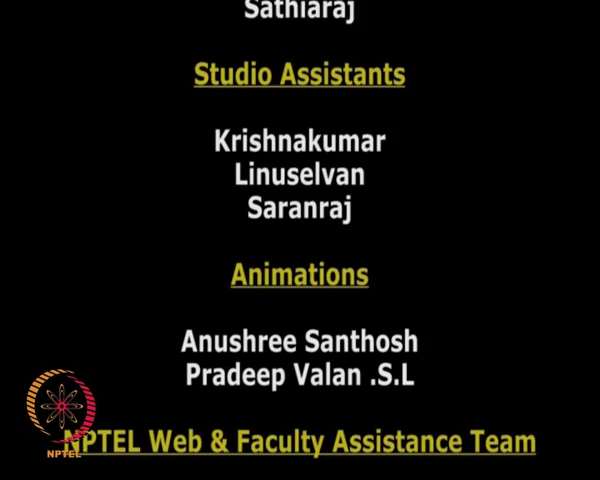 Sathiaraj
Studio Assistants
Krishnakumar
Linuselvan
Saranraj
Animations
Anushree Santhosh
Pradeep Valan .S.L
NPTEL Web & Faculty Assistance Team
NPTEL